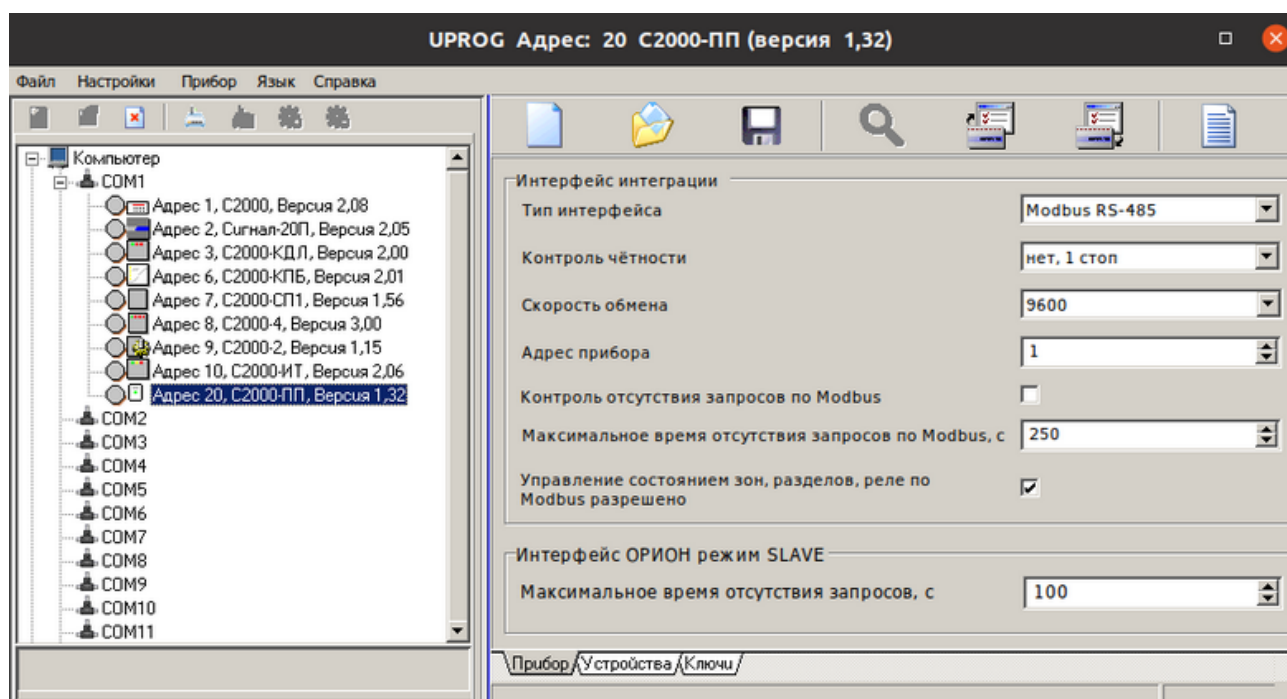 UPROG Адрес: 20 С2000-ПП (версия 1,32)
Файл Настройки Прибор Язык Справка
Компьютер
COM1
Адрес 1, С2000, Версия 2,08
Адрес 2, Сигнал-20П, Версия 2,05
Адрес 3, С2000-КДЛ, Версия 2,00
Адрес 6, С2000-КПБ, Версия 2,01
Адрес 7, С2000-СП1, Версия 1,56
Адрес 8, С2000-4, Версия 3,00
Адрес 9, С2000-2, Версия 1,15
Адрес 10, С2000-ИТ, Версия 2,06
Адрес 20, С2000-ПП, Версия 1,32
COM2
COM3
COM4
COM5
COM6
COM7
COM8
COM9
COM10
COM11
Интерфейс интеграции
Тип интерфейса Modbus RS-485
Контроль чётности нет, 1 стоп
Скорость обмена 9600
Адрес прибора 1
Контроль отсутствия запросов по Modbus
Максимальное время отсутствия запросов по Modbus, с 250
Управление состоянием зон, разделов, реле по
Modbus разрешено
Интерфейс ОРИОН режим SLAVE
Максимальное время отсутствия запросов, с 100
Прибор Устройства Ключи